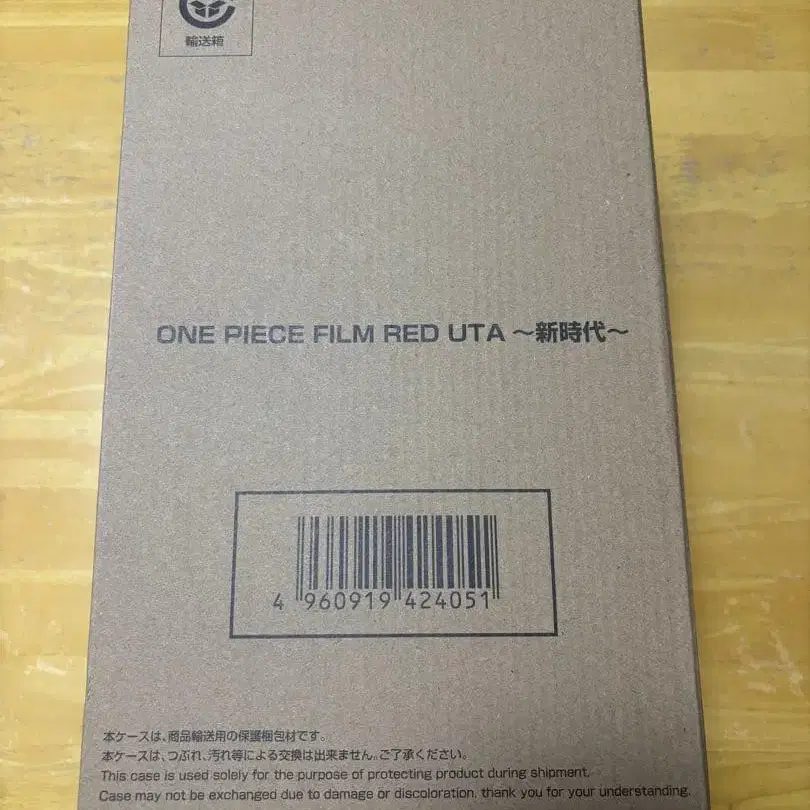 輸送箱
ONE PIECE FILM RED UTA ～新時代～
4 960919 424051
本ケースは、商品輸送用の保護梱包材です。
本ケースは、つぶれ、汚れ等による交換は出来ません。ご了承ください。
This case is used solely for the purpose of protecting product during shipment.
Case may not be exchanged due to damage or discoloration, thank you for your understanding.